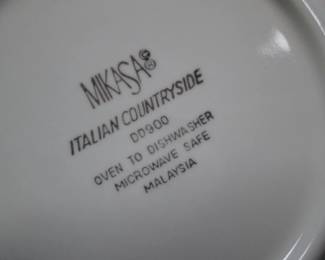 MIKASA
ITALIAN COUNTRYSIDE
DD900
OVEN TO DISHWASHER
MICROWAVE SAFE
MALAYSIA